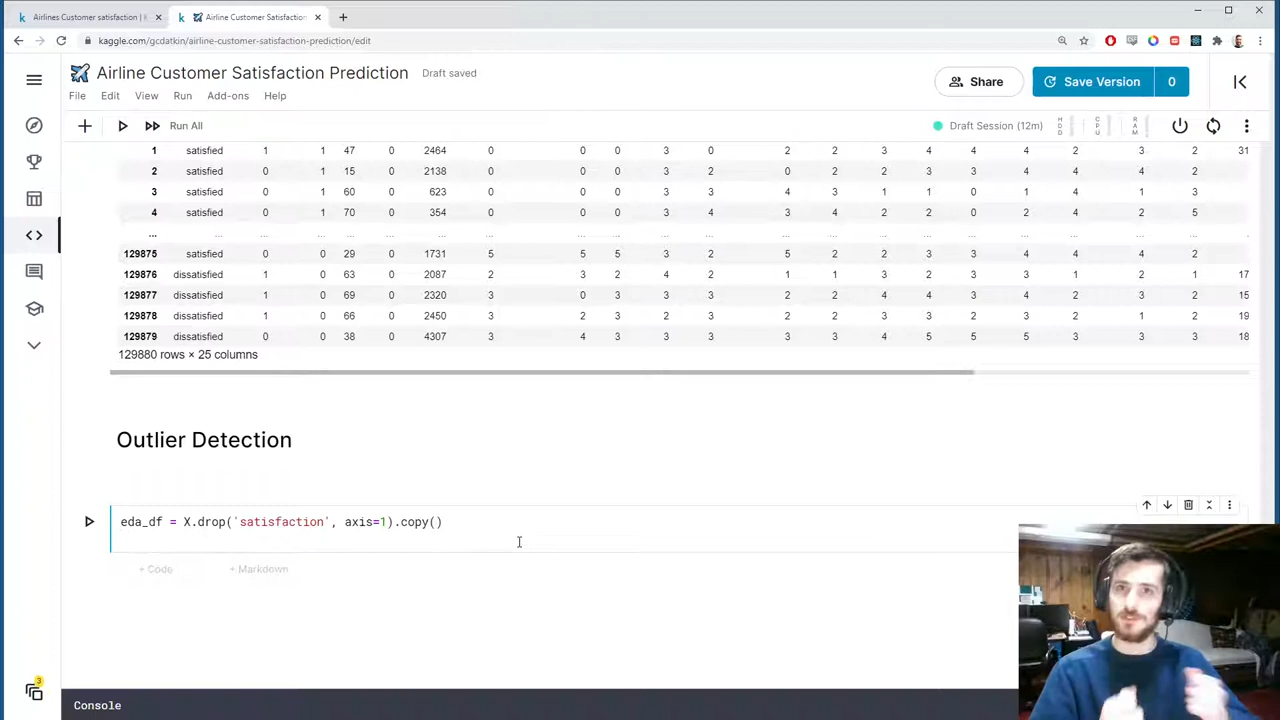 Airlines Customer satisfaction | K
Airline Customer Satisfaction
kaggle.com/gcdatkin/airline-customer-satisfaction-prediction/edit
Airline Customer Satisfaction Prediction Draft saved
Share
Save Version 0
File Edit View Run Add-ons Help
Run All
Draft Session (12m)
HDD
CPU
RAM
1 satisfied 1 1 47 0 2464 0 0 0 3 0 2 2 3 4 4 4 2 3 2 31
2 satisfied 0 1 15 0 2138 0 0 0 3 2 0 2 2 3 3 4 4 4 2
3 satisfied 0 1 60 0 623 0 0 0 3 3 4 3 1 1 0 1 4 1 3
4 satisfied 0 1 70 0 354 0 0 0 3 4 3 4 2 2 0 2 4 2 5
... ... ... ... ... ... ... ... ... ... ... ... ... ... ... ... ... ... ... ... ...
129875 satisfied 0 0 29 0 1731 5 5 5 3 2 5 2 2 3 3 4 4 4 2
129876 dissatisfied 1 0 63 0 2087 2 3 2 4 2 1 1 3 2 3 3 1 2 1 17
129877 dissatisfied 1 0 69 0 2320 3 0 3 3 3 2 2 4 4 3 4 2 3 2 15
129878 dissatisfied 1 0 66 0 2450 3 2 3 2 3 2 2 3 3 2 3 2 1 2 19
129879 dissatisfied 0 0 38 0 4307 3 4 3 3 3 3 3 4 5 5 5 3 3 3 18
129880 rows × 25 columns
Outlier Detection
eda_df = X.drop('satisfaction', axis=1).copy()
+ Code + Markdown
3
Console